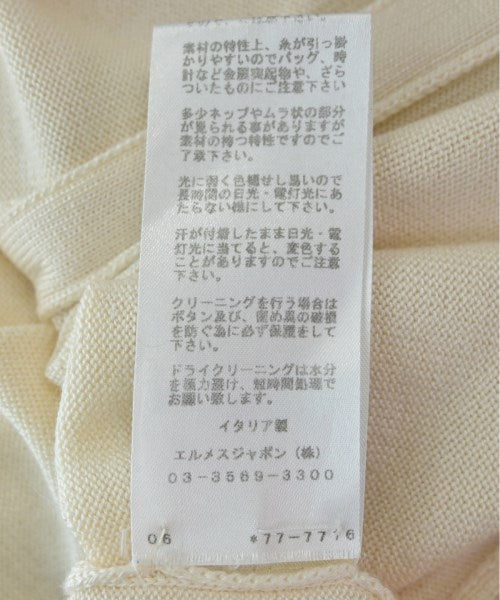 素材の特性上、糸が引っ掛
かりやすいのでバッグ、時
計など金属突起物や、ざら
ついたものにご注意下さい
多少ネップやムラ状の部分
が見られる事がありますが
素材の持つ特性ですのでご
了承下さい。
光に弱く色褪せし易いので
長時間の日光・電灯光にあ
たらない様にして下さい。
汗が付着したまま日光・電
灯光に当てると、変色する
ことがありますのでご注意
下さい。
クリーニングを行う場合は
ボタン及び、留め具の破損
を防ぐ為に必ず保護をして
下さい。
ドライクリーニングは水分
を極力避け、短時間処理で
お願い致します。
イタリア製
エルメスジャポン(株)
03-3569-3300
06 *77-7716